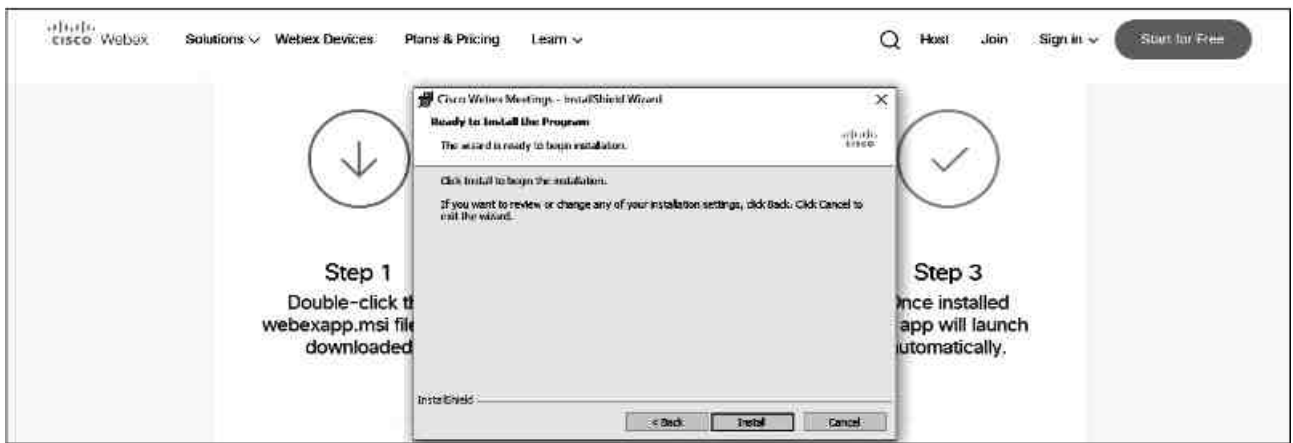 CISCO Webex Solutions Webex Devices Plans & Pricing Learn Host Join Sign in Start for Free
Cisco Webex Meetings - InstallShield Wizard
Ready to Install the Program
The wizard is ready to begin installation.
CISCO
Click Install to begin the installation.
If you want to review or change any of your installation settings, click Back. Click Cancel to
exit the wizard.
Step 1
Double-click th
webexapp.msi file
downloaded
Step 3
Once installed
app will launch
automatically.
InstallShield
< Back Install Cancel